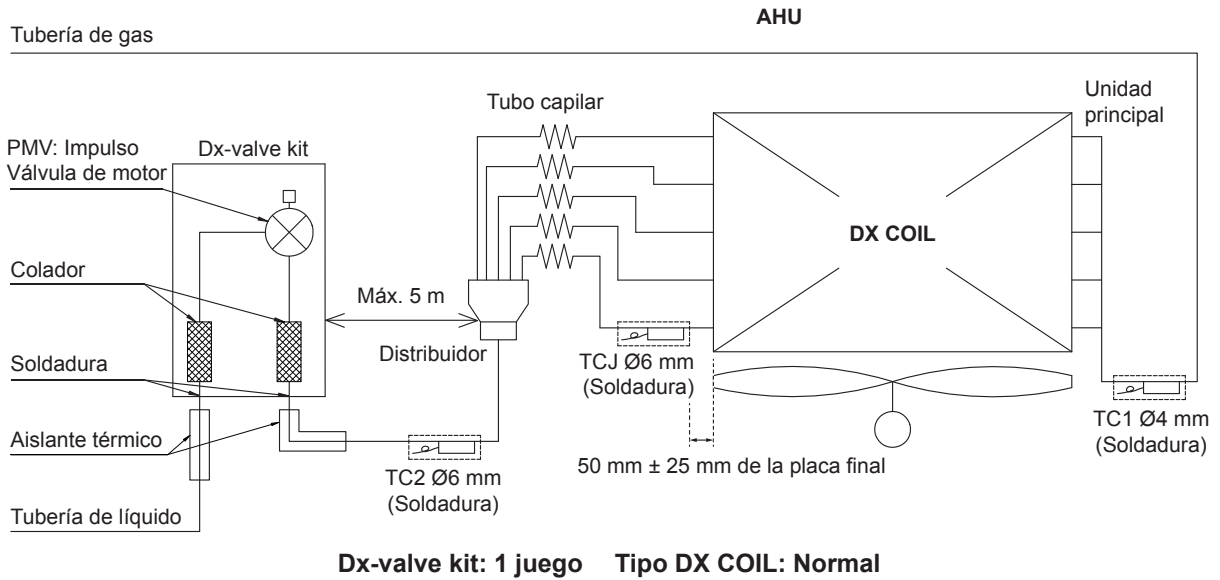 AHU
Tubería de gas
Tubo capilar
Unidad
principal
PMV: Impulso
Válvula de motor
Dx-valve kit
DX COIL
Colador
Máx. 5 m
Distribuidor
TCJ Ø6 mm
(Soldadura)
Soldadura
TC1 Ø4 mm
(Soldadura)
Aislante térmico
50 mm ± 25 mm de la placa final
TC2 Ø6 mm
(Soldadura)
Tubería de líquido
Dx-valve kit: 1 juego Tipo DX COIL: Normal